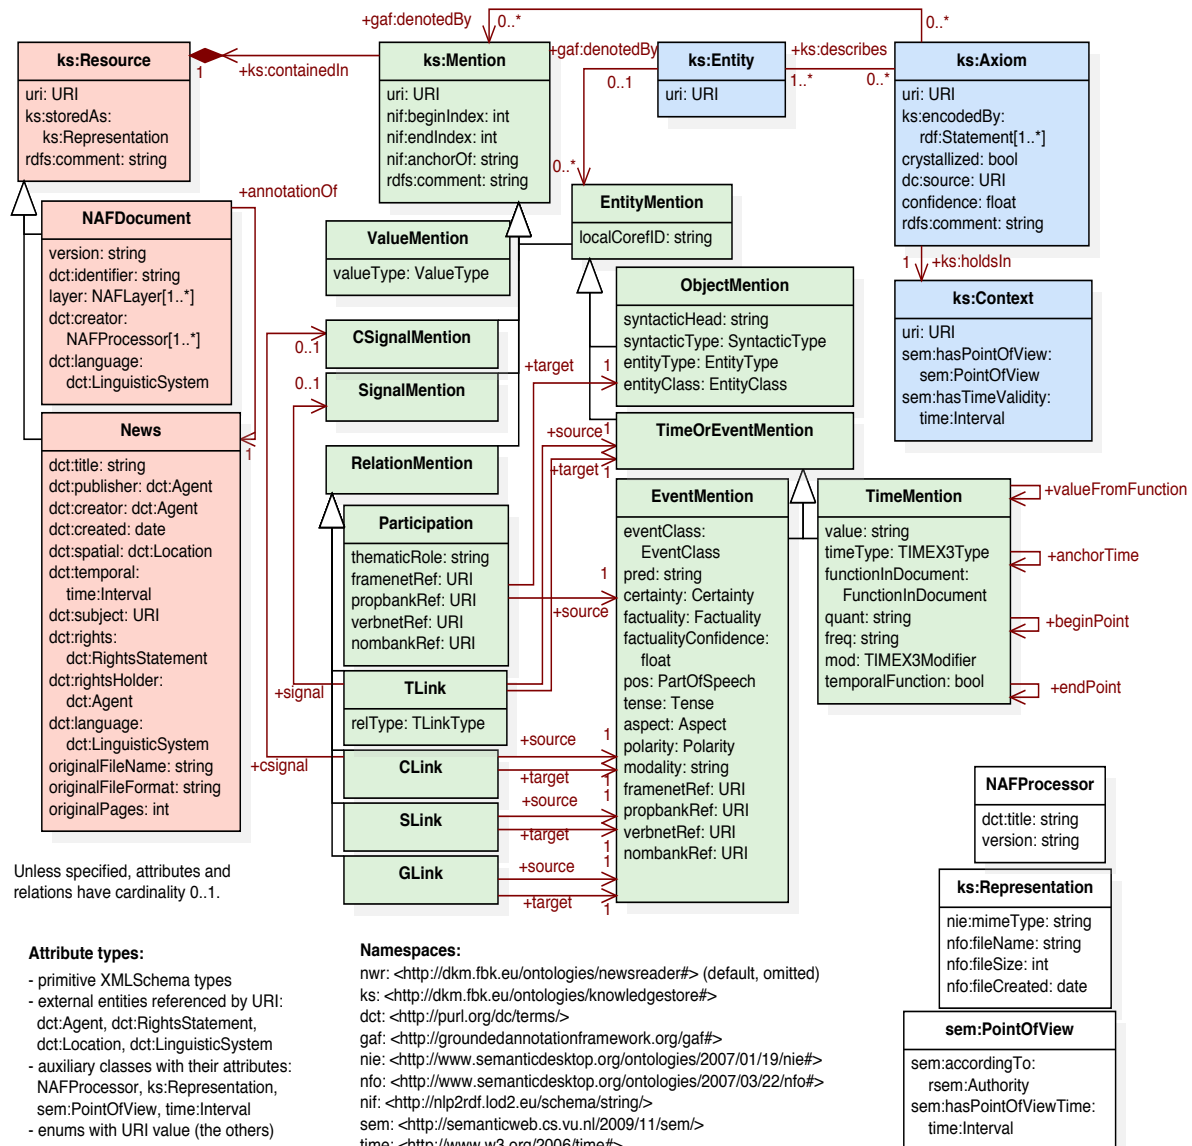 +gaf:denotedBy
0..*
0..*
ks:Resource
1
+ks:containedIn
uri: URI
ks:storedAs:
ks:Representation
rdfs:comment: string
ks:Mention
uri: URI
nif:beginIndex: int
nif:endIndex: int
nif:anchorOf: string
rdfs:comment: string
+gaf:denotedBy
0..1
0..*
ks:Entity
uri: URI
+ks:describes
1..*
0..*
ks:Axiom
uri: URI
ks:encodedBy:
rdf:Statement[1..*]
crystallized: bool
dc:source: URI
confidence: float
rdfs:comment: string
1
+ks:holdsIn
ks:Context
uri: URI
sem:hasPointOfView:
sem:PointOfView
sem:hasTimeValidity:
time:Interval
+annotationOf
1
NAFDocument
version: string
dct:identifier: string
layer: NAFLayer[1..*]
dct:creator:
NAFProcessor[1..*]
dct:language:
dct:LinguisticSystem
News
dct:title: string
dct:publisher: dct:Agent
dct:creator: dct:Agent
dct:created: date
dct:spatial: dct:Location
dct:temporal:
time:Interval
dct:subject: URI
dct:rights:
dct:RightsStatement
dct:rightsHolder:
dct:Agent
dct:language:
dct:LinguisticSystem
originalFileName: string
originalFileFormat: string
originalPages: int
ValueMention
valueType: ValueType
EntityMention
localCorefID: string
ObjectMention
syntacticHead: string
syntacticType: SyntacticType
entityType: EntityType
entityClass: EntityClass
CSignalMention
0..1
SignalMention
0..1
+target
1
RelationMention
TimeOrEventMention
+source
1
+target
1
Participation
thematicRole: string
framenetRef: URI
propbankRef: URI
verbnetRef: URI
nombankRef: URI
1
+source
EventMention
eventClass:
EventClass
pred: string
certainty: Certainty
factuality: Factuality
factualityConfidence:
float
pos: PartOfSpeech
tense: Tense
aspect: Aspect
polarity: Polarity
modality: string
framenetRef: URI
propbankRef: URI
verbnetRef: URI
nombankRef: URI
TimeMention
value: string
timeType: TIMEX3Type
functionInDocument:
FunctionInDocument
quant: string
freq: string
mod: TIMEX3Modifier
temporalFunction: bool
+valueFromFunction
+anchorTime
+beginPoint
+endPoint
+signal
TLink
relType: TLinkType
+csignal
CLink
+source
1
+target
1
SLink
+source
1
+target
1
GLink
+source
1
+target
1
NAFProcessor
dct:title: string
version: string
ks:Representation
nie:mimeType: string
nfo:fileName: string
nfo:fileSize: int
nfo:fileCreated: date
sem:PointOfView
sem:accordingTo:
rsem:Authority
sem:hasPointOfViewTime:
time:Interval
Unless specified, attributes and
relations have cardinality 0..1.
Attribute types:
- primitive XMLSchema types
- external entities referenced by URI:
dct:Agent, dct:RightsStatement,
dct:Location, dct:LinguisticSystem
- auxiliary classes with their attributes:
NAFProcessor, ks:Representation,
sem:PointOfView, time:Interval
- enums with URI value (the others)
Namespaces:
nwr: <http://dkm.fbk.eu/ontologies/newsreader#> (default, omitted)
ks: <http://dkm.fbk.eu/ontologies/knowledgestore#>
dct: <http://purl.org/dc/terms/>
gaf: <http://groundedannotationframework.org/gaf#>
nie: <http://www.semanticdesktop.org/ontologies/2007/01/19/nie#>
nfo: <http://www.semanticdesktop.org/ontologies/2007/03/22/nfo#>
nif: <http://nlp2rdf.lod2.eu/schema/string/>
sem: <http://semanticweb.cs.vu.nl/2009/11/sem/>
time: <http://www.w3.org/2006/time#>